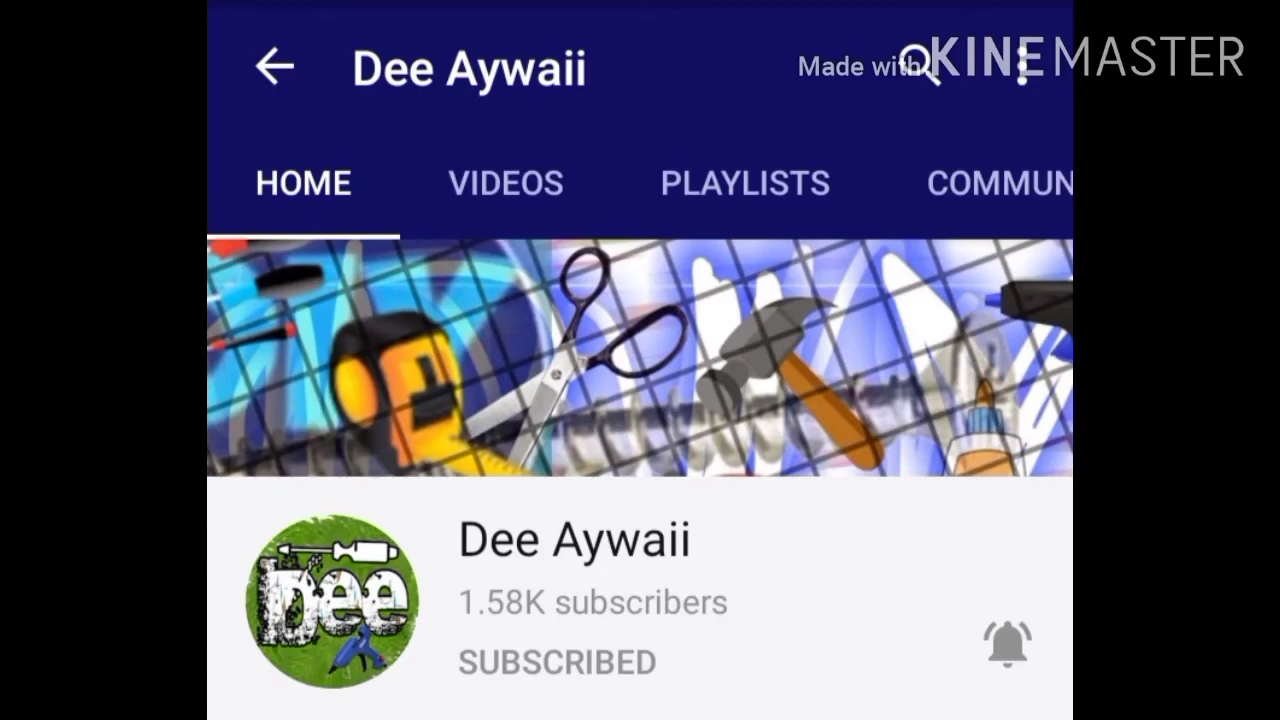 Dee Aywaii
Made with KINEMASTER
HOME VIDEOS PLAYLISTS COMMUN
Dee
Dee Aywaii
1.58K subscribers
SUBSCRIBED